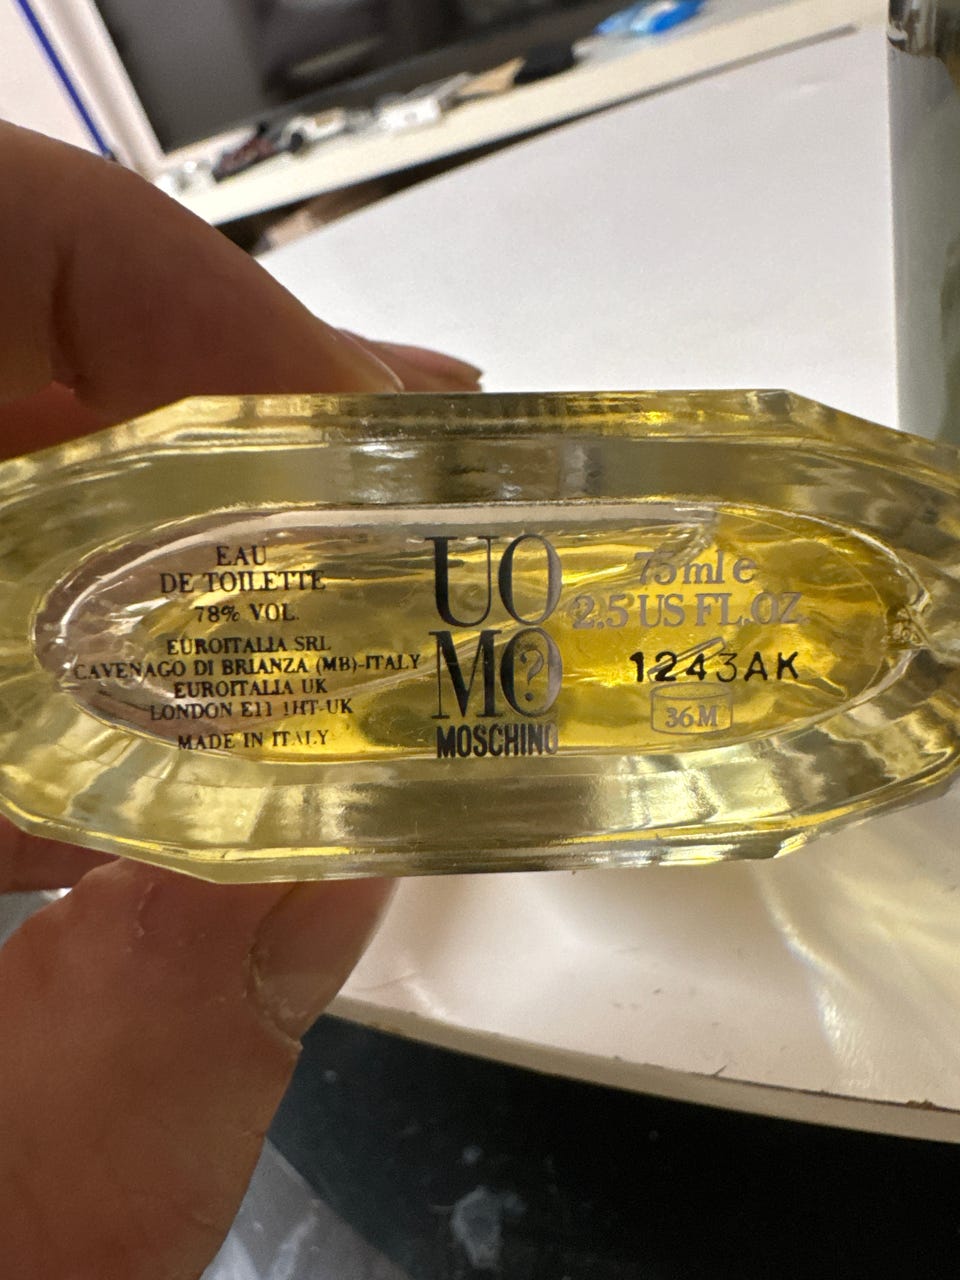 EAU
DE TOILETTE
78% VOL.
EUROITALIA SRL
CAVENAGO DI BRIANZA (MB)-ITALY
EUROITALIA UK
LONDON E11 1HT-UK
MADE IN ITALY
UO
MO?
MOSCHINO
75 ml e
2.5 US FL.OZ.
1243AK
36M